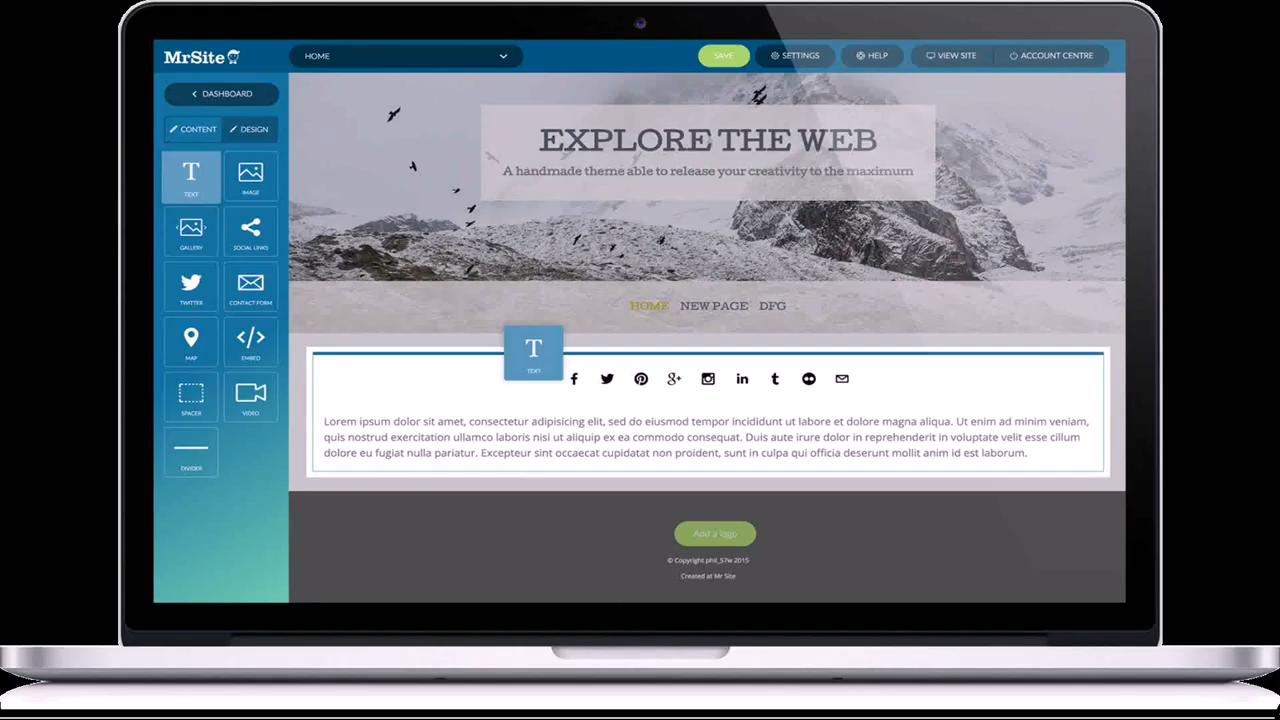 MrSite
HOME
SAVE
SETTINGS
HELP
VIEW SITE
ACCOUNT CENTRE
DASHBOARD
CONTENT
DESIGN
TEXT
IMAGE
GALLERY
SOCIAL LINKS
TWITTER
CONTACT FORM
MAP
EMBED
SPACER
VIDEO
DIVIDER
EXPLORE THE WEB
A handmade theme able to release your creativity to the maximum
HOME NEW PAGE DFG
T
TEXT
Lorem ipsum dolor sit amet, consectetur adipisicing elit, sed do eiusmod tempor incididunt ut labore et dolore magna aliqua. Ut enim ad minim veniam,
quis nostrud exercitation ullamco laboris nisi ut aliquip ex ea commodo consequat. Duis aute irure dolor in reprehenderit in voluptate velit esse cillum
dolore eu fugiat nulla pariatur. Excepteur sint occaecat cupidatat non proident, sunt in culpa qui officia deserunt mollit anim id est laborum.
Add a logo
© Copyright phil_57w 2015
Created at Mr Site